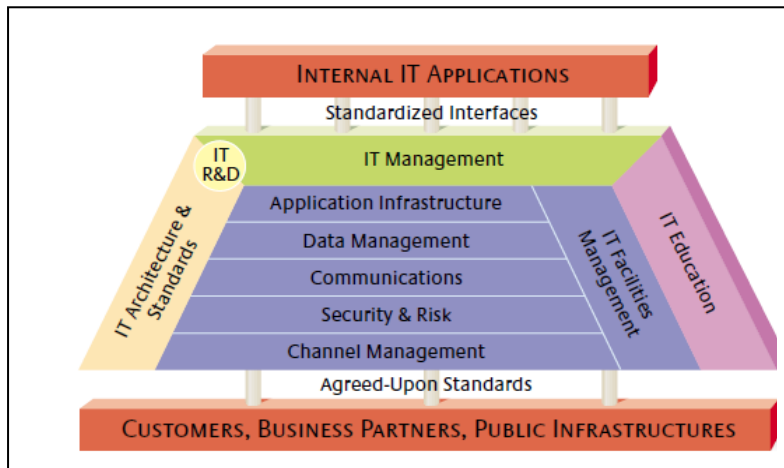 INTERNAL IT APPLICATIONS
Standardized Interfaces
IT
R&D
IT Management
IT Architecture &
Standards
Application Infrastructure
Data Management
Communications
Security & Risk
Channel Management
IT Facilities
Management
IT Education
Agreed-Upon Standards
CUSTOMERS, BUSINESS PARTNERS, PUBLIC INFRASTRUCTURES